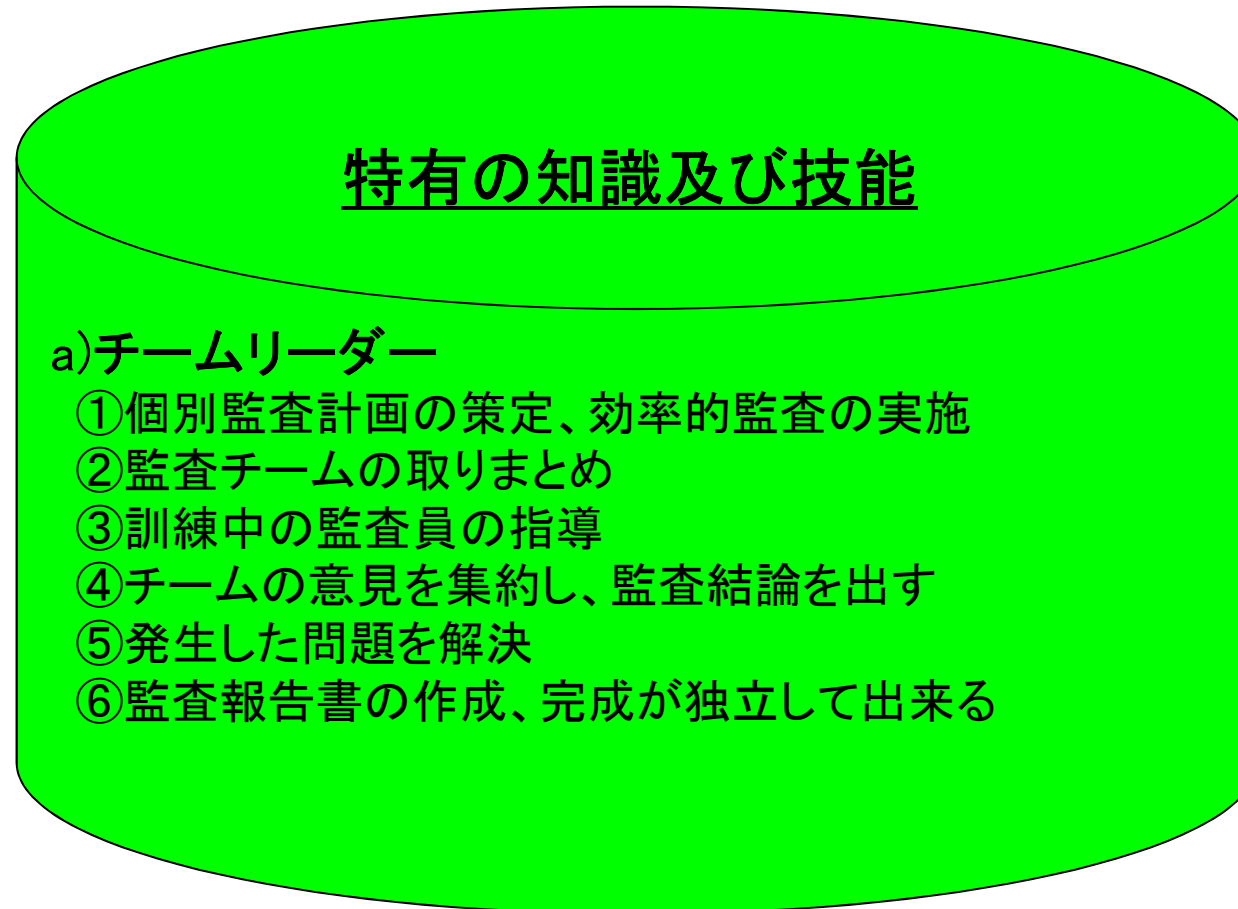 特有の知識及び技能
a)チームリーダー
①個別監査計画の策定、効率的監査の実施
②監査チームの取りまとめ
③訓練中の監査員の指導
④チームの意見を集約し、監査結論を出す
⑤発生した問題を解決
⑥監査報告書の作成、完成が独立して出来る